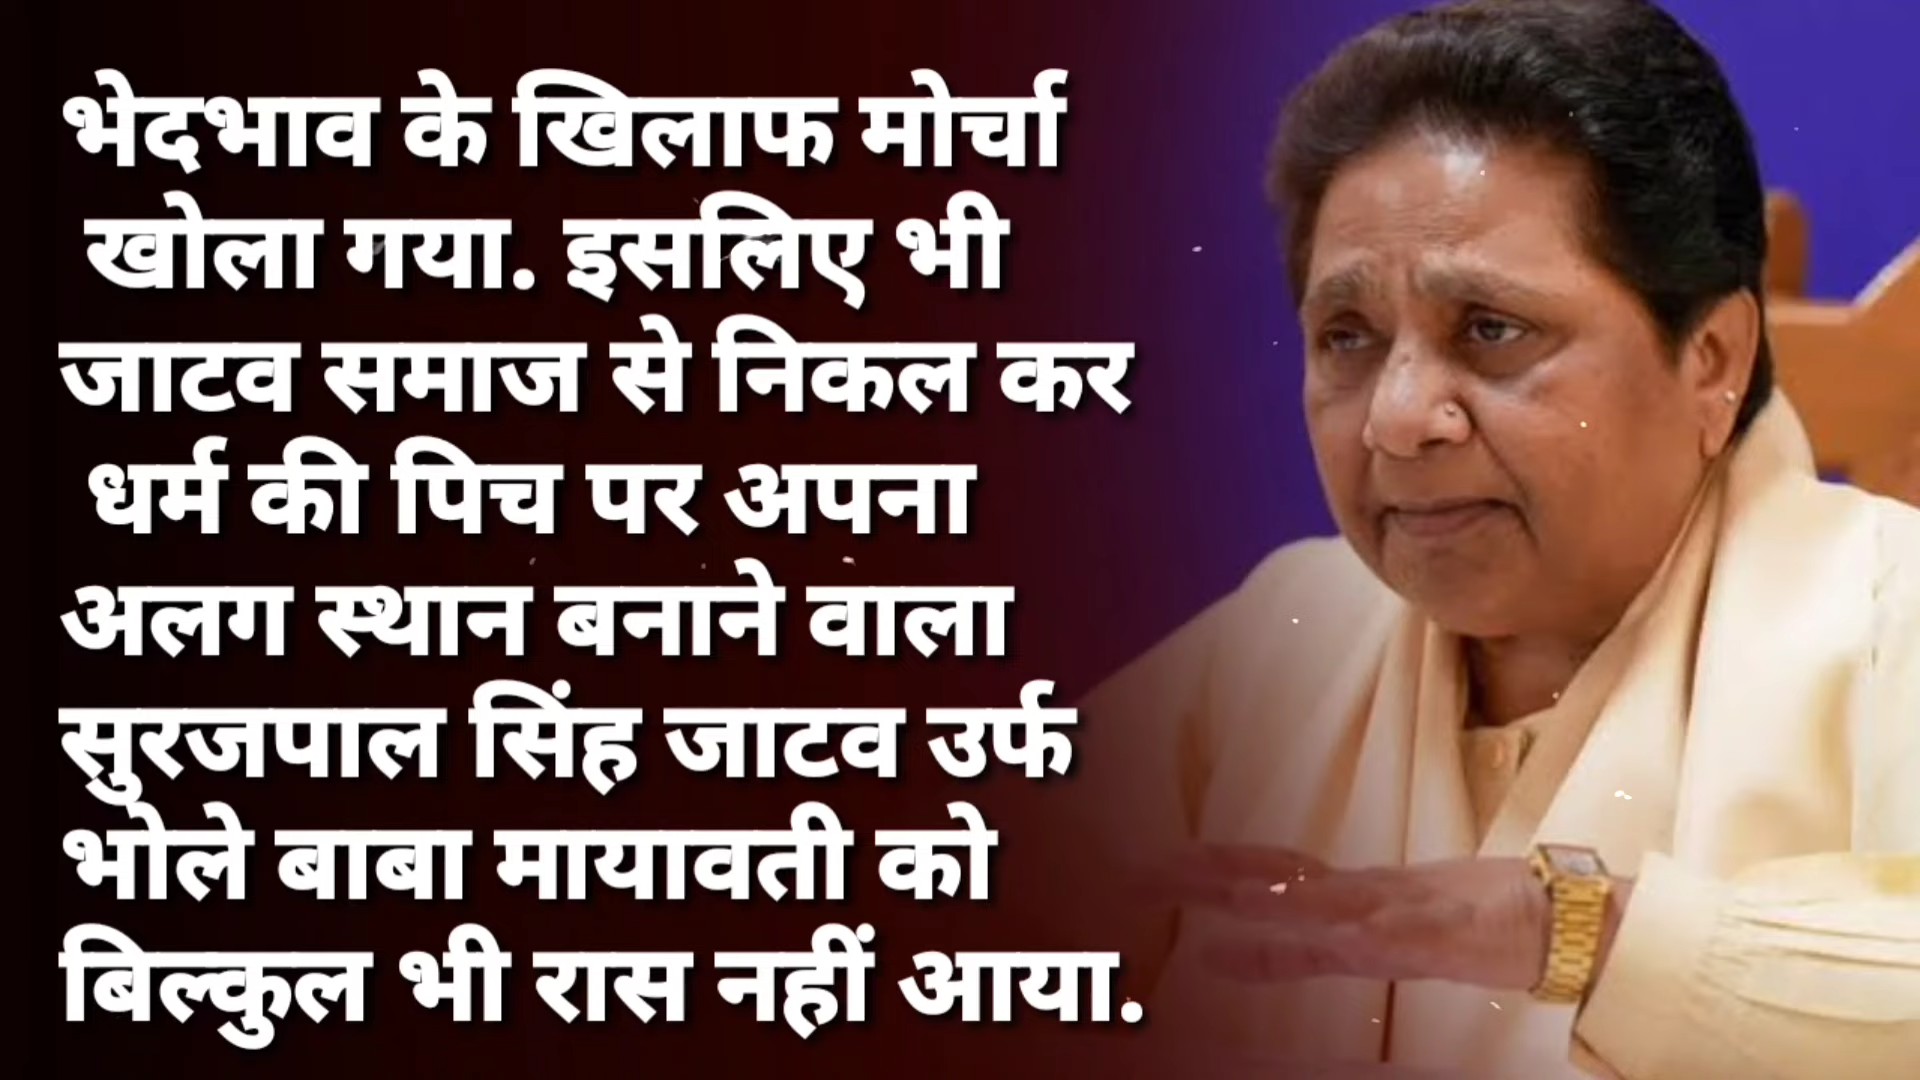 भेदभाव के खिलाफ मोर्चा
खोला गया. इसलिए भी
जाटव समाज से निकल कर
धर्म की पिच पर अपना
अलग स्थान बनाने वाला
सुरजपाल सिंह जाटव उर्फ
भोले बाबा मायावती को
बिल्कुल भी रास नहीं आया.